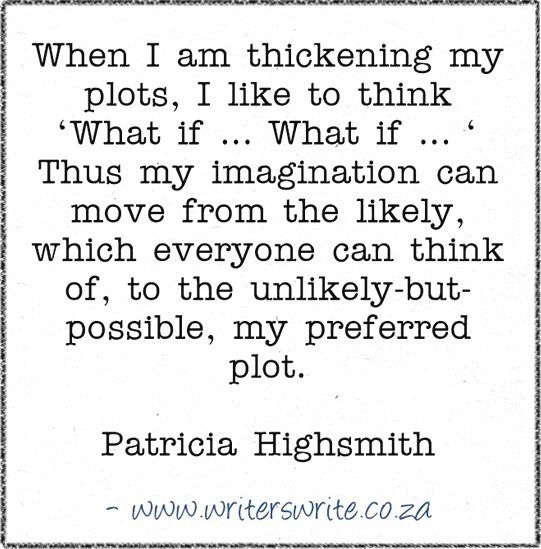 When I am thickening my
plots, I like to think
‘What if ... What if ... ‘
Thus my imagination can
move from the likely,
which everyone can think
of, to the unlikely-but-
possible, my preferred
plot.
Patricia Highsmith
- www.writerswrite.co.za